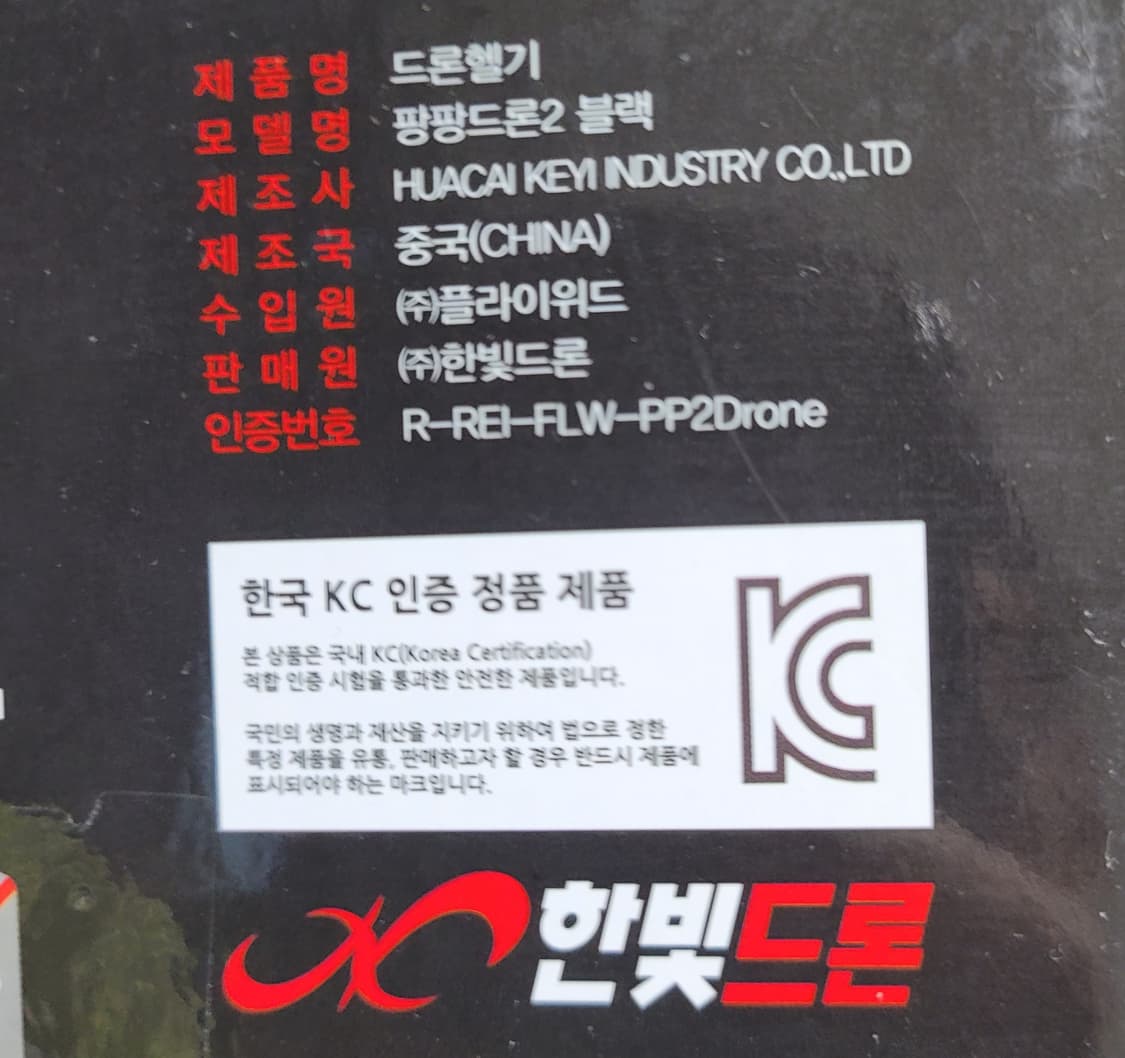 제품명 드론헬기
모델명 팡팡드론2 블랙
제조사 HUACAI KEYI INDUSTRY CO.,LTD
제조국 중국(CHINA)
수입원 ㈜플라이위드
판매원 ㈜한빛드론
인증번호 R-REI-FLW-PP2Drone
한국 KC 인증 정품 제품
본 상품은 국내 KC(Korea Certification)
적합 인증 시험을 통과한 안전한 제품입니다.
국민의 생명과 재산을 지키기 위하여 법으로 정한
특정 제품을 유통, 판매하고자 할 경우 반드시 제품에
표시되어야 하는 마크입니다.
KC
한빛드론